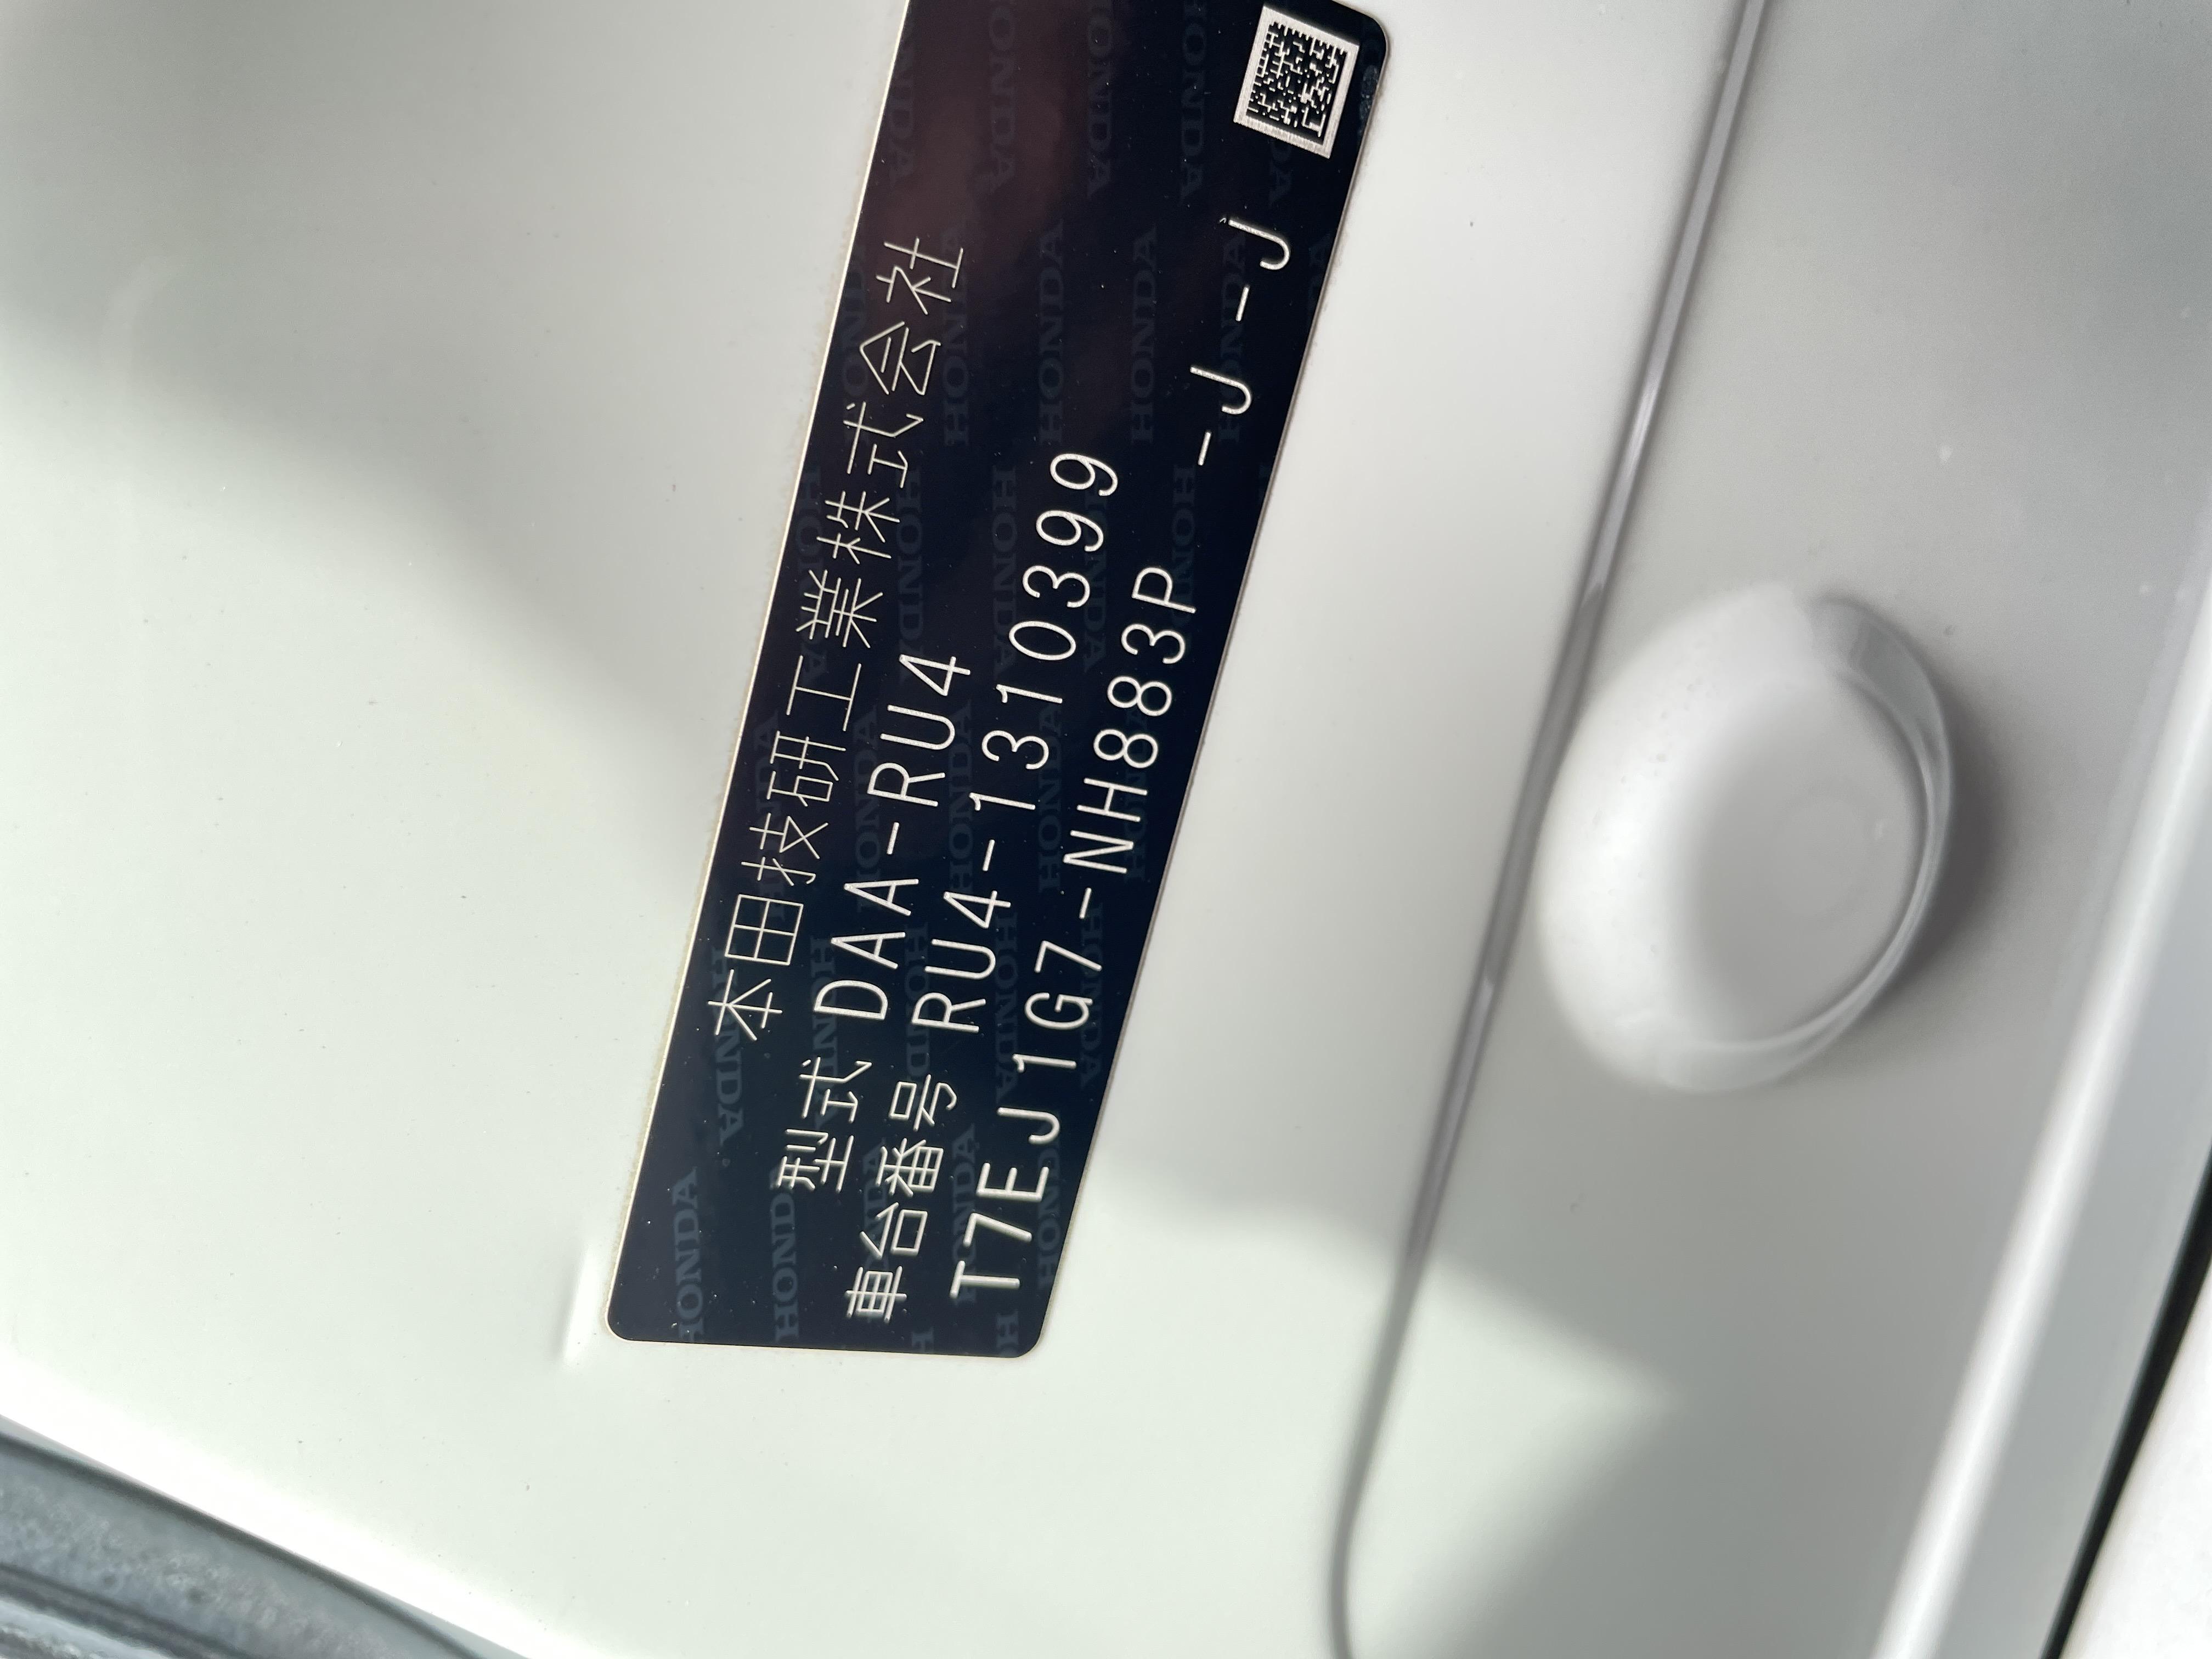 本田技研工業株式会社
型式 DAA-RU4
車台番号 RU4-1310399
T7EJ1G7-NH883P -J-J